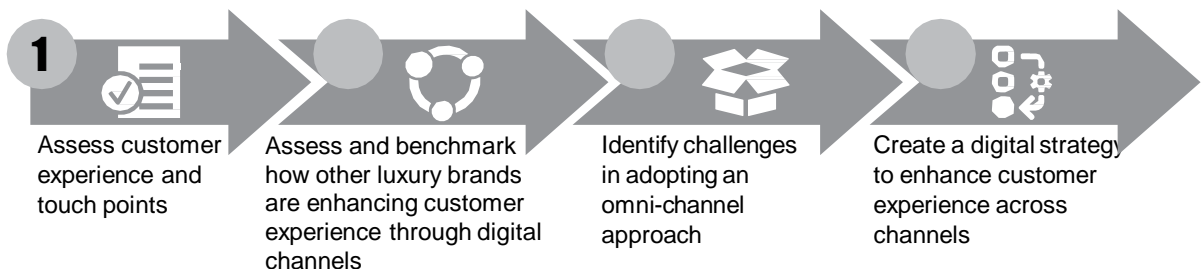 1
Assess customer
experience and
touch points
Assess and benchmark
how other luxury brands
are enhancing customer
experience through digital
channels
Identify challenges
in adopting an
omni-channel
approach
Create a digital strategy
to enhance customer
experience across
channels